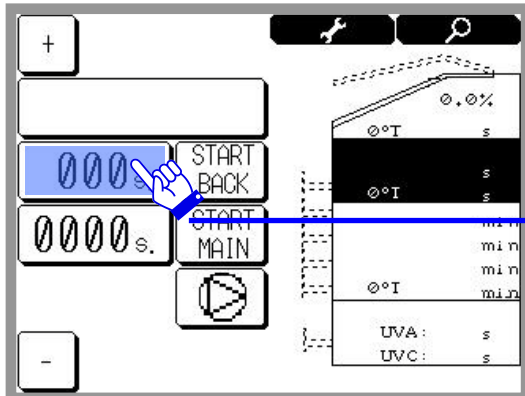 +
0.0%
0°T s
000s
START
BACK
s
0°T s
0000s.
START
MAIN
min
min
min
0°T min
UVA: s
UVC: s
-